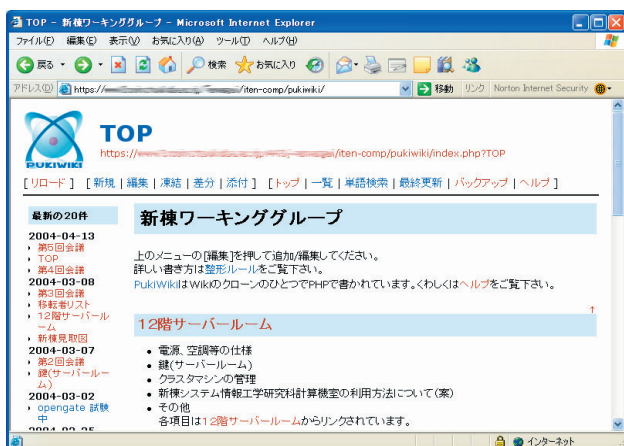 TOP - 新棟ワーキンググループ - Microsoft Internet Explorer
ファイル(F) 編集(E) 表示(V) お気に入り(A) ツール(T) ヘルプ(H)
戻る 検索 お気に入り
アドレス(D) https:// /iten-comp/pukiwiki/ 移動 リンク Norton Internet Security
PUKIWIKI
TOP
https:// /iten-comp/pukiwiki/index.php?TOP
[リロード] [新規 | 編集 | 凍結 | 差分 | 添付] [トップ | 一覧 | 単語検索 | 最終更新 | バックアップ | ヘルプ]
最新の20件
2004-04-13
第5回会議
TOP
第4回会議
2004-03-08
第3回会議
移転者リスト
12階サーバール
ーム
新棟見取図
2004-03-07
第2回会議
鍵(サーバールー
ム)
2004-03-02
opengate 試験
中
2004-02-25
新棟ワーキンググループ
上のメニューの[編集]を押して追加/編集してください。
詳しい書き方は整形ルールをご覧下さい。
PukiWikiはWikiのクローンのひとつでPHPで書かれています。くわしくはヘルプをご覧下さい。
↑
12階サーバールーム
• 電源、空調等の仕様
• 鍵(サーバールーム)
• クラスタマシンの管理
• 新棟システム情報工学研究科計算機室の利用方法について(案)
• その他
各項目は12階サーバールームからリンクされています。
インターネット